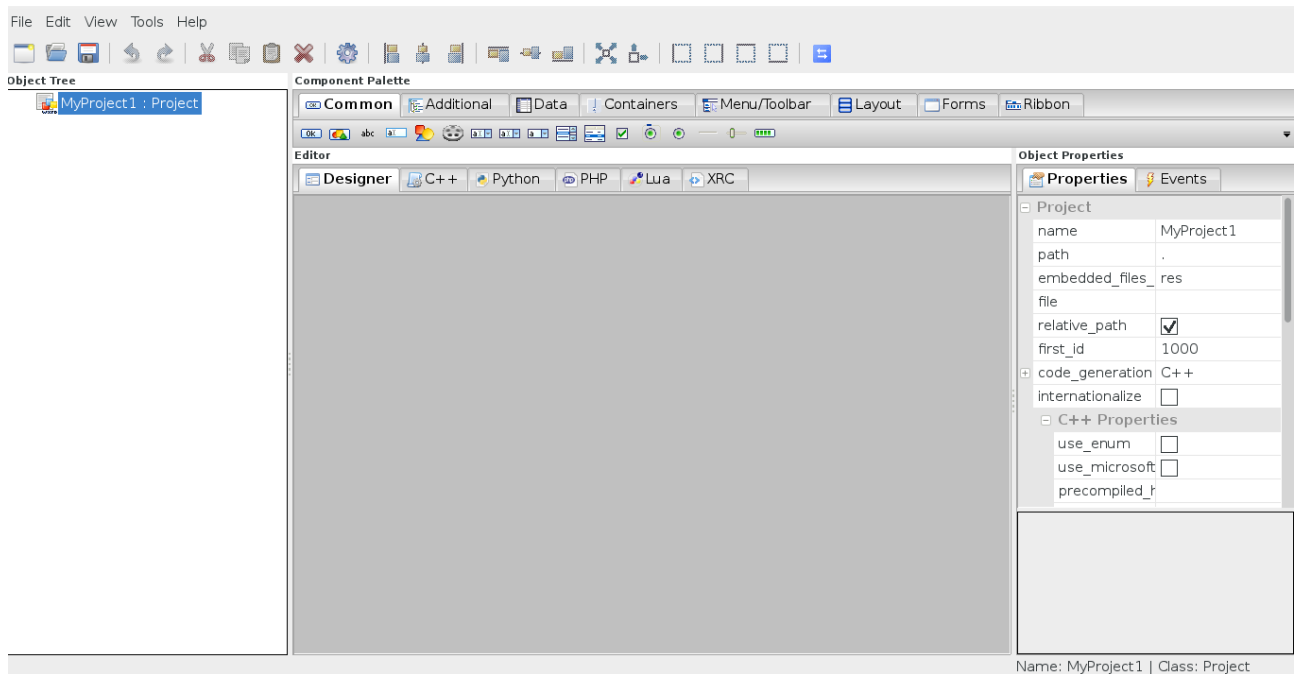 File Edit View Tools Help
Object Tree
MyProject1 : Project
Component Palette
Common Additional Data Containers Menu/Toolbar Layout Forms Ribbon
Editor
Designer C++ Python PHP Lua XRC
Object Properties
Properties Events
Project
name MyProject1
path .
embedded_files_ res
file
relative_path
first_id 1000
code_generation C++
internationalize
C++ Properties
use_enum
use_microsoft
precompiled_h
Name: MyProject1 | Class: Project